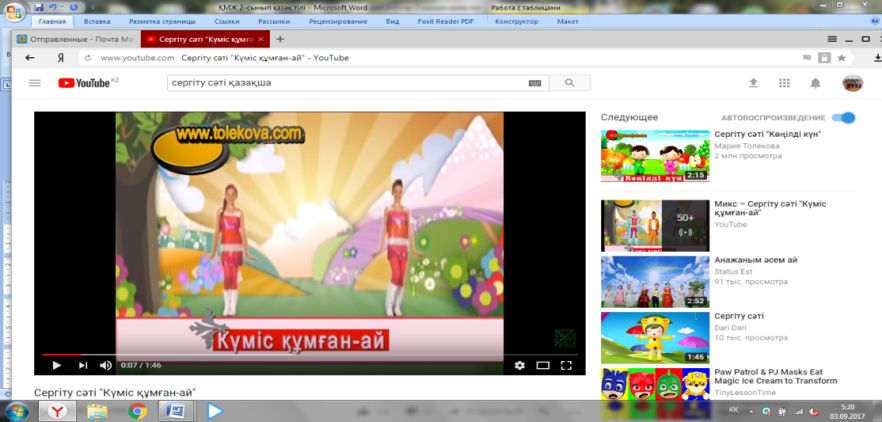 ҚМЖ 2-сынып қазақ тілі - Microsoft Word
Работа с таблицами
Главная Вставка Разметка страницы Ссылки Рассылки Рецензирование Вид Foxit Reader PDF Конструктор Макет
Отправленные - Почта Ma
Сергіту сәті "Күміс құмға
www.youtube.com Сергіту сәті "Күміс құмған-ай" - YouTube
YouTube KZ
сергіту сәті қазақша
www.tolekova.com
Күміс құмған-ай
0:07 / 1:46
Сергіту сәті "Күміс құмған-ай"
Следующее
АВТОВОСПРОИЗВЕДЕНИЕ
Көңілді күн
2:15
Сергіту сәті "Көңілді күн"
Мария Толекова
2 млн просмотра
50+
Микс – Сергіту сәті "Күміс
құмған-ай"
YouTube
2:52
Анажаным әсем ай
Status Est
91 тыс. просмотра
1:46
Сергіту сәті
Dari Dari
10 тыс. просмотра
Paw Patrol & PJ Masks Eat
Magic Ice Cream to Transform
TinyLessonTime
KK
5:20
03.09.2017